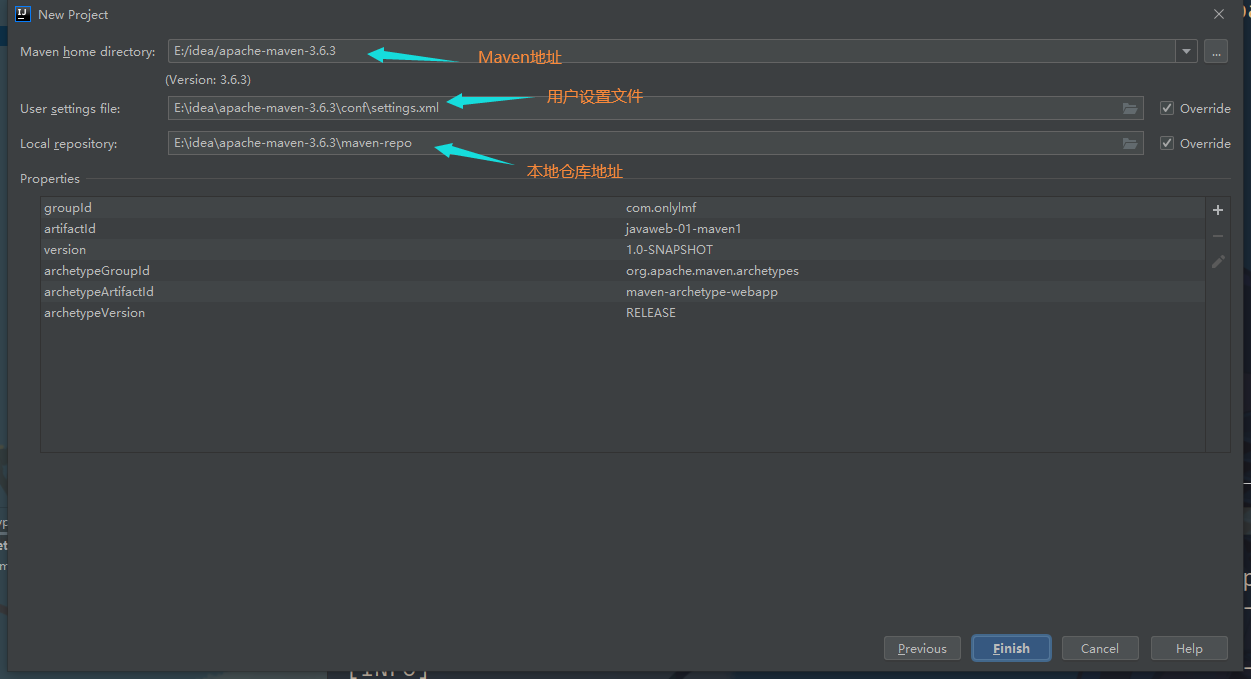 New Project
Maven home directory: E:/idea/apache-maven-3.6.3 ...
Maven地址
(Version: 3.6.3)
用户设置文件
User settings file: E:\idea\apache-maven-3.6.3\conf\settings.xml Override
Local repository: E:\idea\apache-maven-3.6.3\maven-repo Override
本地仓库地址
Properties
groupId com.onlylmf
artifactId javaweb-01-maven1
version 1.0-SNAPSHOT
archetypeGroupId org.apache.maven.archetypes
archetypeArtifactId maven-archetype-webapp
archetypeVersion RELEASE
Previous Finish Cancel Help
[INFO]